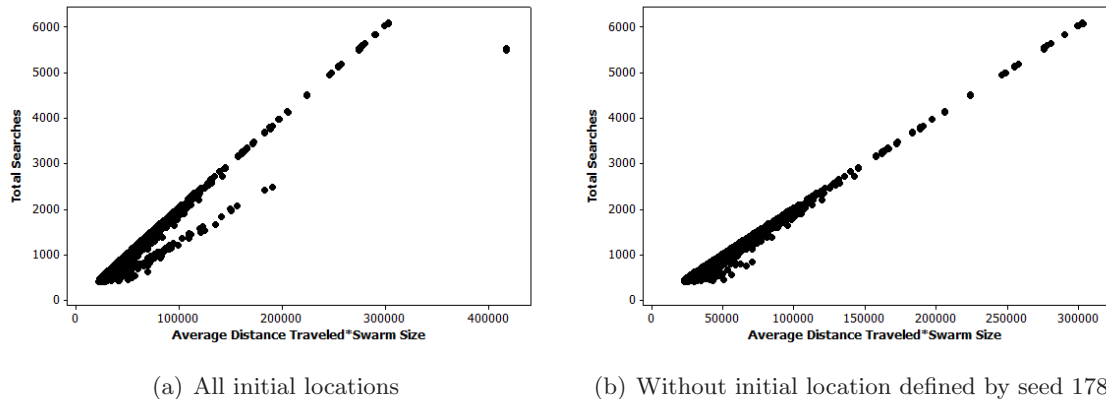 6000
5000
4000
3000
2000
1000
0
Total Searches
0 100000 200000 300000 400000
Average Distance Traveled*Swarm Size
(a) All initial locations
6000
5000
4000
3000
2000
1000
0
Total Searches
0 50000 100000 150000 200000 250000 300000
Average Distance Traveled*Swarm Size
(b) Without initial location defined by seed 178